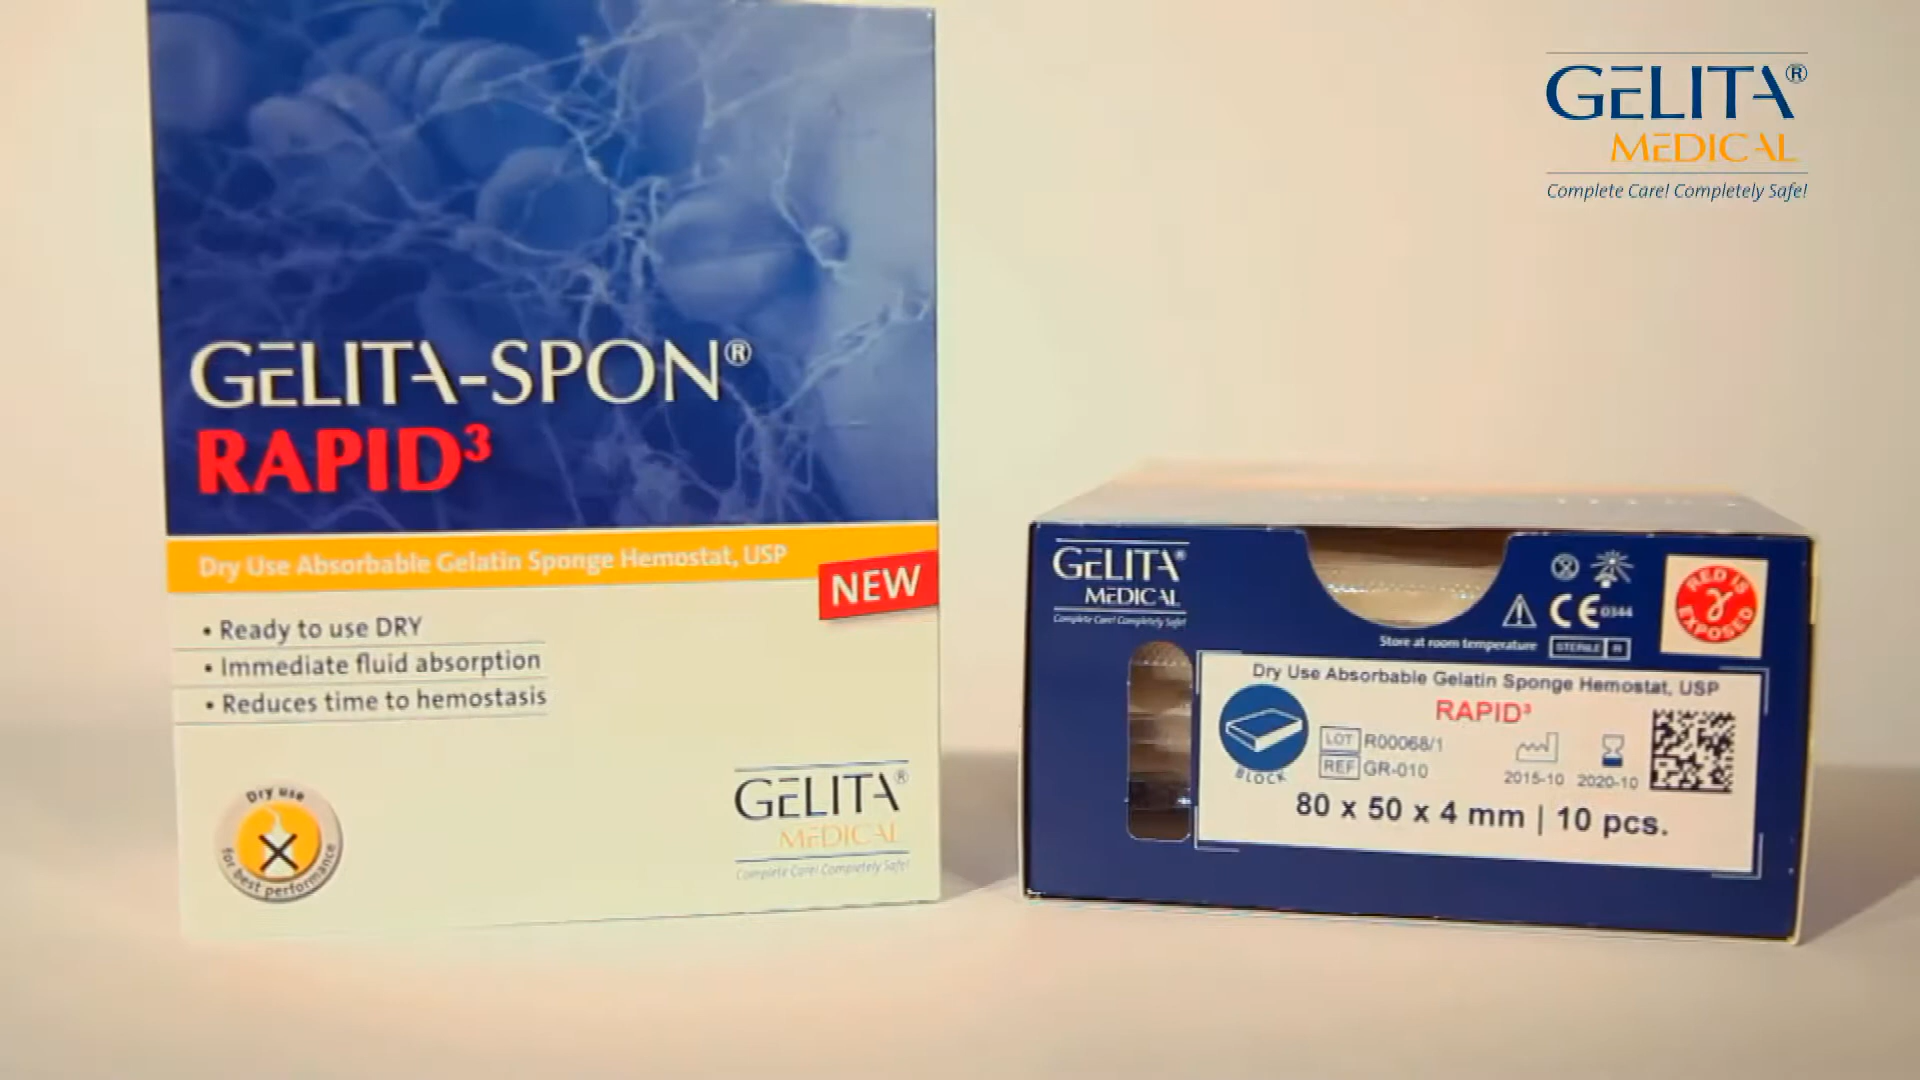 GELITA®
MEDICAL
Complete Care! Completely Safe!
GELITA-SPON®
RAPID³
Dry Use Absorbable Gelatin Sponge Hemostat, USP
NEW
• Ready to use DRY
• Immediate fluid absorption
• Reduces time to hemostasis
Dry use
for best performance
GELITA®
MEDICAL
Complete Care! Completely Safe!
GELITA®
MEDICAL
Complete Care! Completely Safe!
CE 0344
RED IS
γ
EXPOSED
Store at room temperature
STERILE R
Dry Use Absorbable Gelatin Sponge Hemostat, USP
RAPID³
BLOCK
LOT R00068/1
REF GR-010
2015-10 2020-10
80 x 50 x 4 mm | 10 pcs.